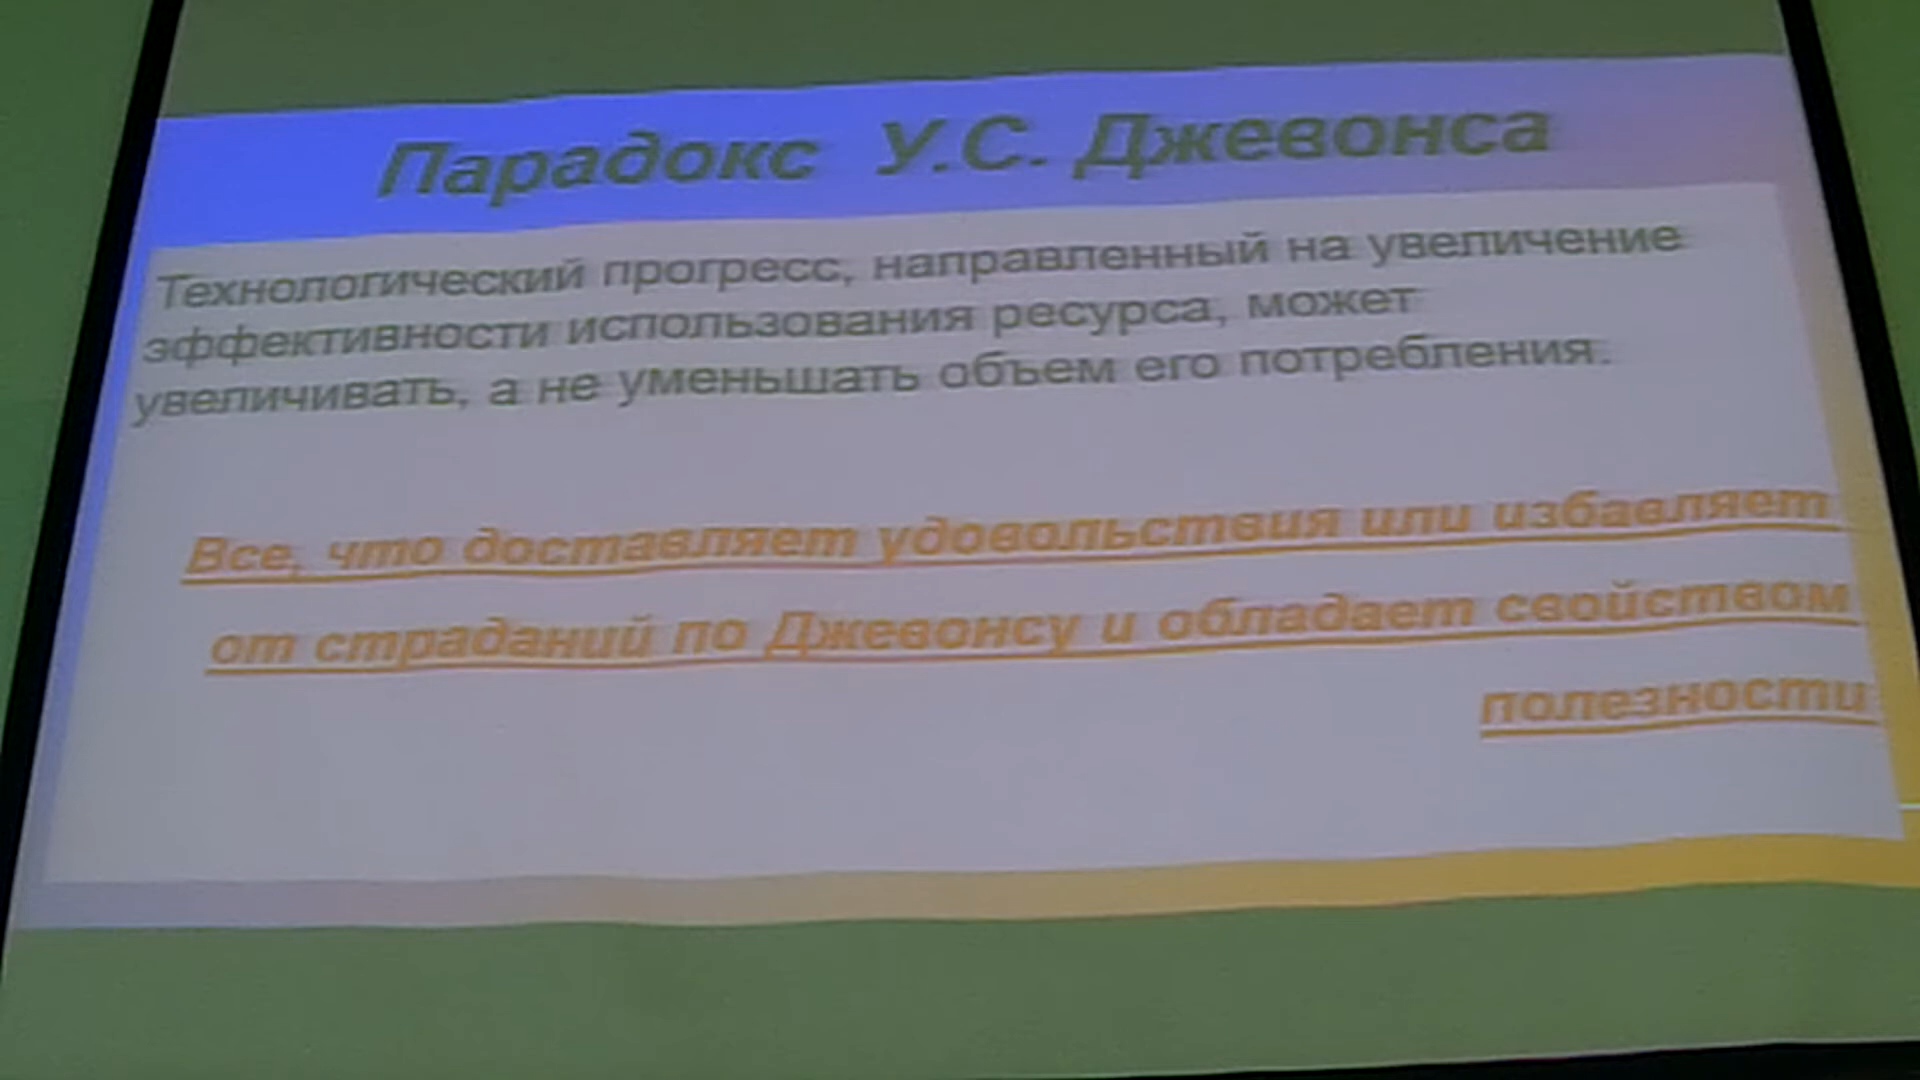 Парадокс У.С. Джевонса
Технологический прогресс, направленный на увеличение
эффективности использования ресурса, может
увеличивать, а не уменьшать объем его потребления.
Все, что доставляет удовольствия или избавляет
от страданий по Джевонсу и обладает свойством
полезности